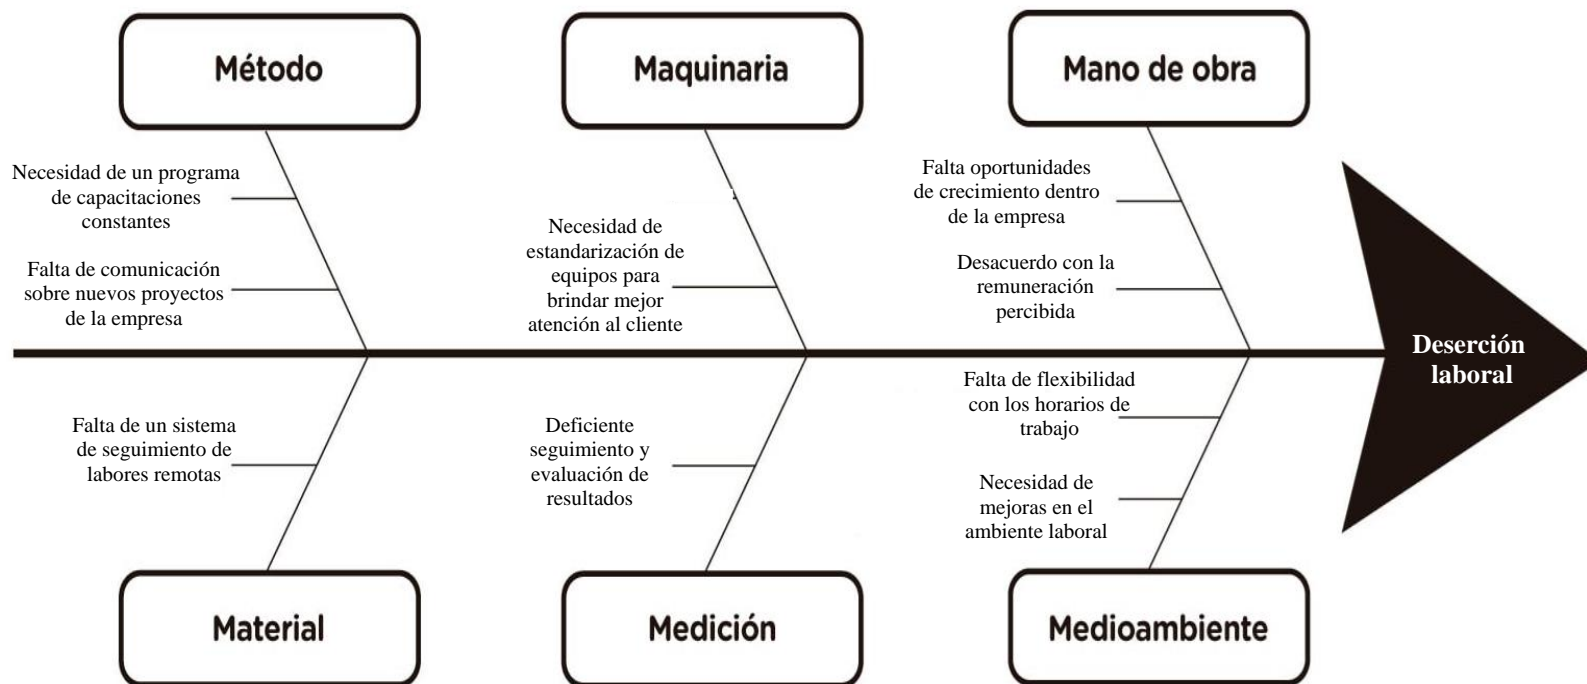 Método
Maquinaria
Mano de obra
Necesidad de un programa
de capacitaciones
constantes
Falta de comunicación
sobre nuevos proyectos
de la empresa
Necesidad de
estandarización de
equipos para
brindar mejor
atención al cliente
Falta oportunidades
de crecimiento dentro
de la empresa
Desacuerdo con la
remuneración
percibida
Deserción
laboral
Falta de un sistema
de seguimiento de
labores remotas
Deficiente
seguimiento y
evaluación de
resultados
Falta de flexibilidad
con los horarios de
trabajo
Necesidad de
mejoras en el
ambiente laboral
Material
Medición
Medioambiente